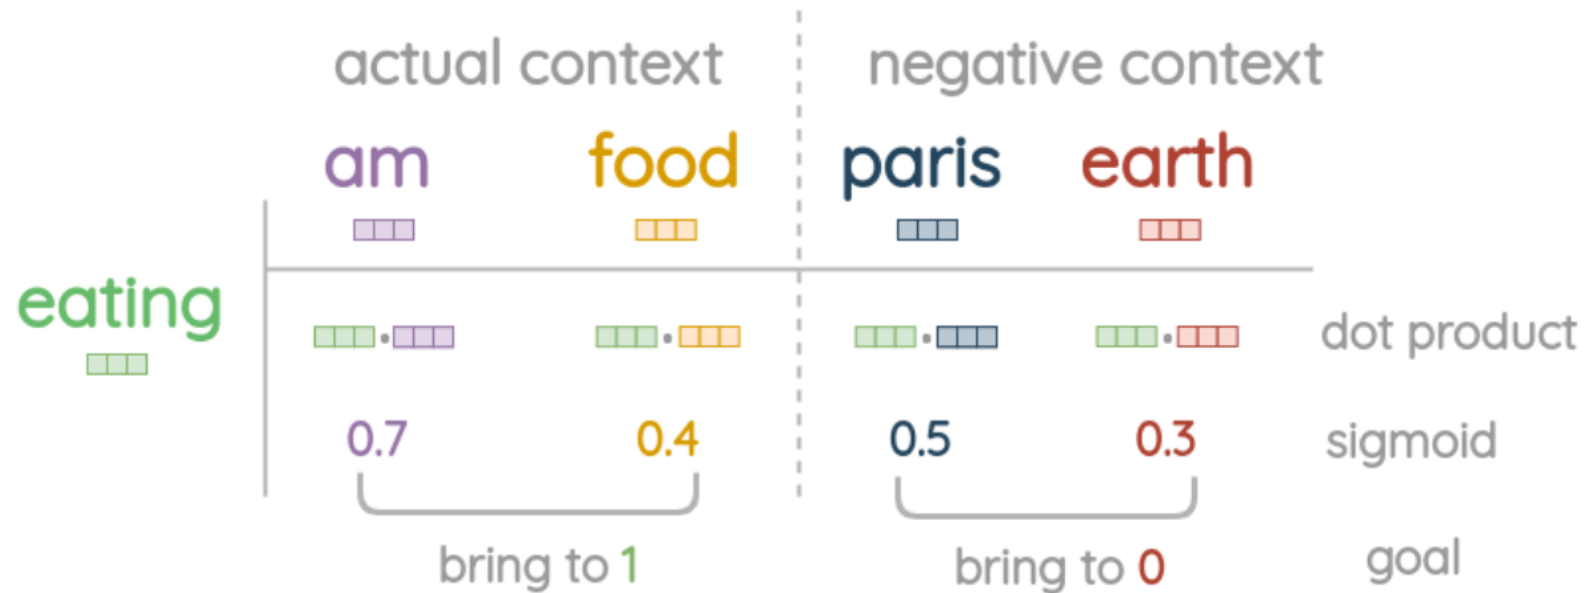 actual context negative context
am food paris earth
eating
dot product
0.7 0.4 0.5 0.3 sigmoid
bring to 1 bring to 0 goal